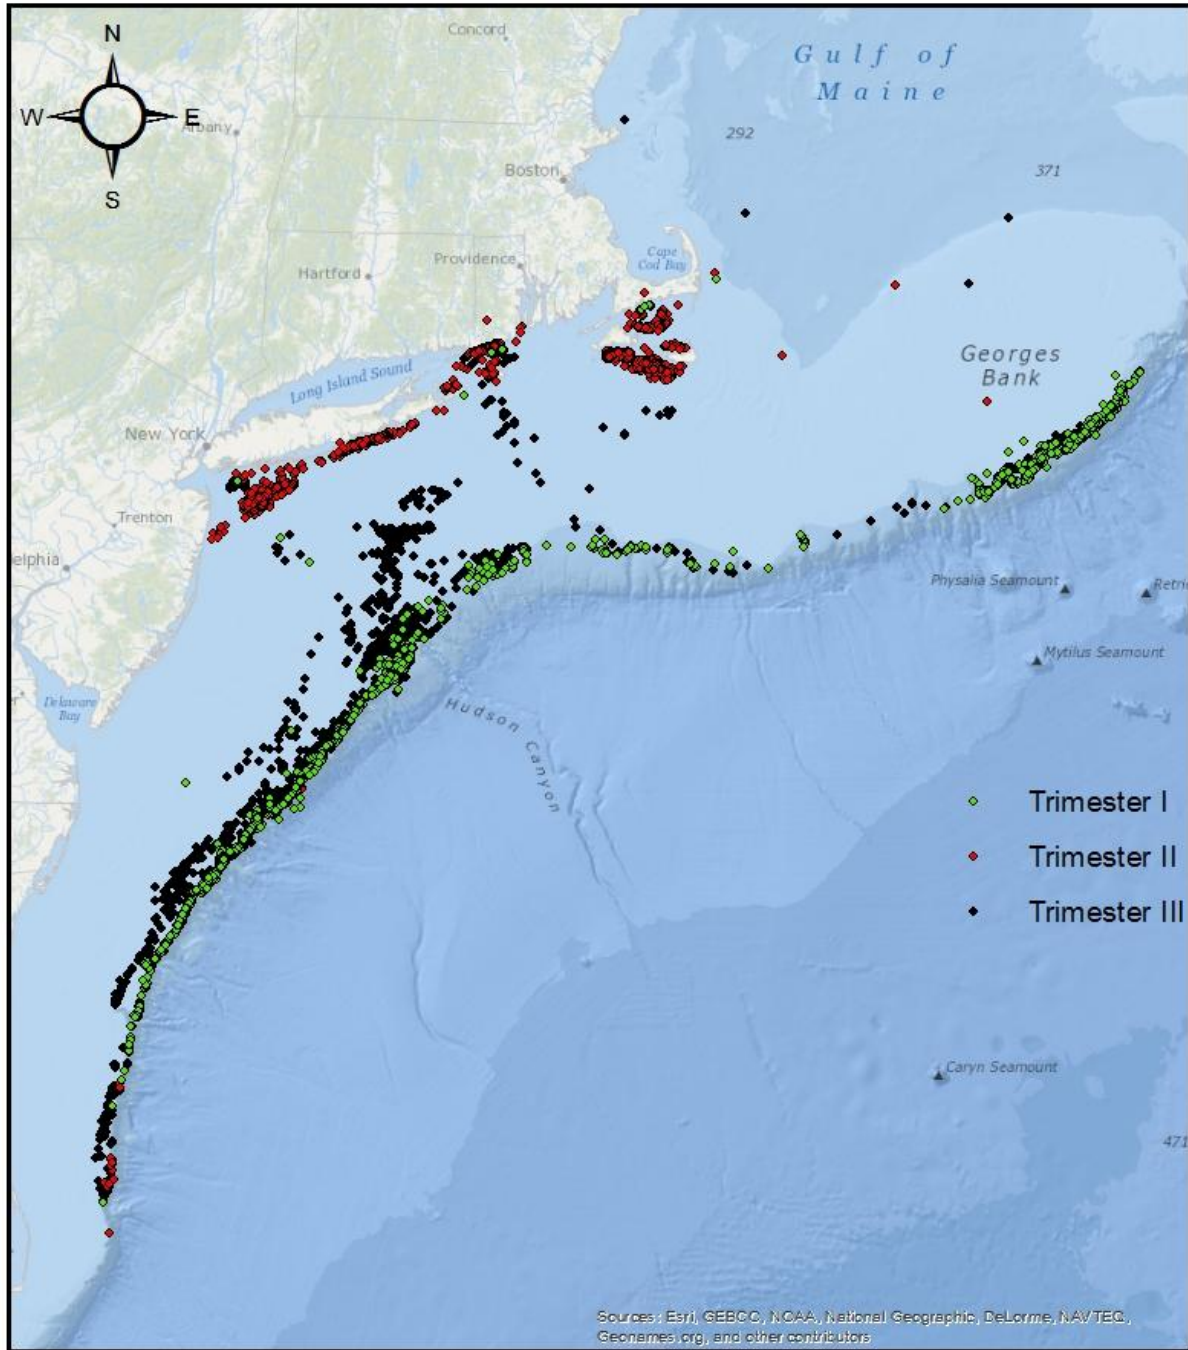 Concord
Gulf of
Maine
N
W
E
Albany
S
292
371
Boston
Cape
Cod Bay
Providence
Hartford
Georges
Bank
Long Island Sound
New York
Trenton
elphia
Physalia Seamount
Retri
Mytilus Seamount
Delaware
Bay
Hudson Canyon
Trimester I
Trimester II
Trimester III
Caryn Seamount
471
Sources: Esri, GEBCO, NOAA, National Geographic, DeLorme, NAVTEQ,
Geonames.org, and other contributors